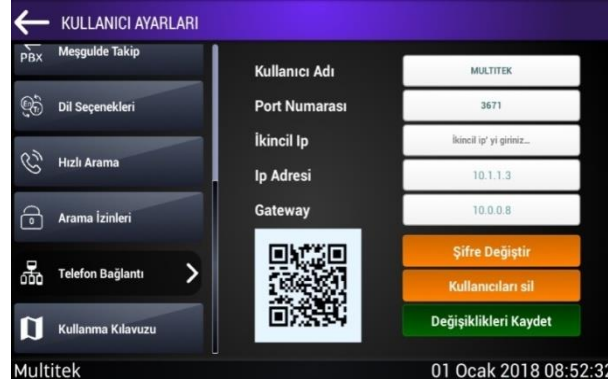 KULLANICI AYARLARI
PBX Meşgulde Takip
Dil Seçenekleri
Hızlı Arama
Arama İzinleri
Telefon Bağlantı
Kullanma Kılavuzu
Kullanıcı Adı MULTITEK
Port Numarası 3671
İkincil Ip İkincil ip' yi giriniz...
Ip Adresi 10.1.1.3
Gateway 10.0.0.8
Şifre Değiştir
Kullanıcıları sil
Değişiklikleri Kaydet
Multitek 01 Ocak 2018 08:52:32